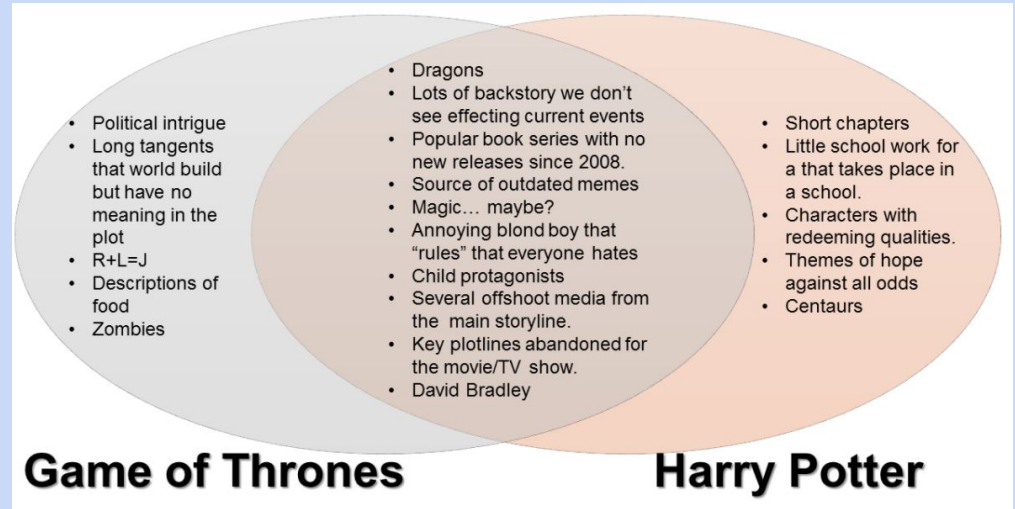 • Political intrigue
• Long tangents
that world build
but have no
meaning in the
plot
• R+L=J
• Descriptions of
food
• Zombies
• Dragons
• Lots of backstory we don’t
see effecting current events
• Popular book series with no
new releases since 2008.
• Source of outdated memes
• Magic… maybe?
• Annoying blond boy that
“rules” that everyone hates
• Child protagonists
• Several offshoot media from
the main storyline.
• Key plotlines abandoned for
the movie/TV show.
• David Bradley
• Short chapters
• Little school work for
a that takes place in
a school.
• Characters with
redeeming qualities.
• Themes of hope
against all odds
• Centaurs
Game of Thrones
Harry Potter